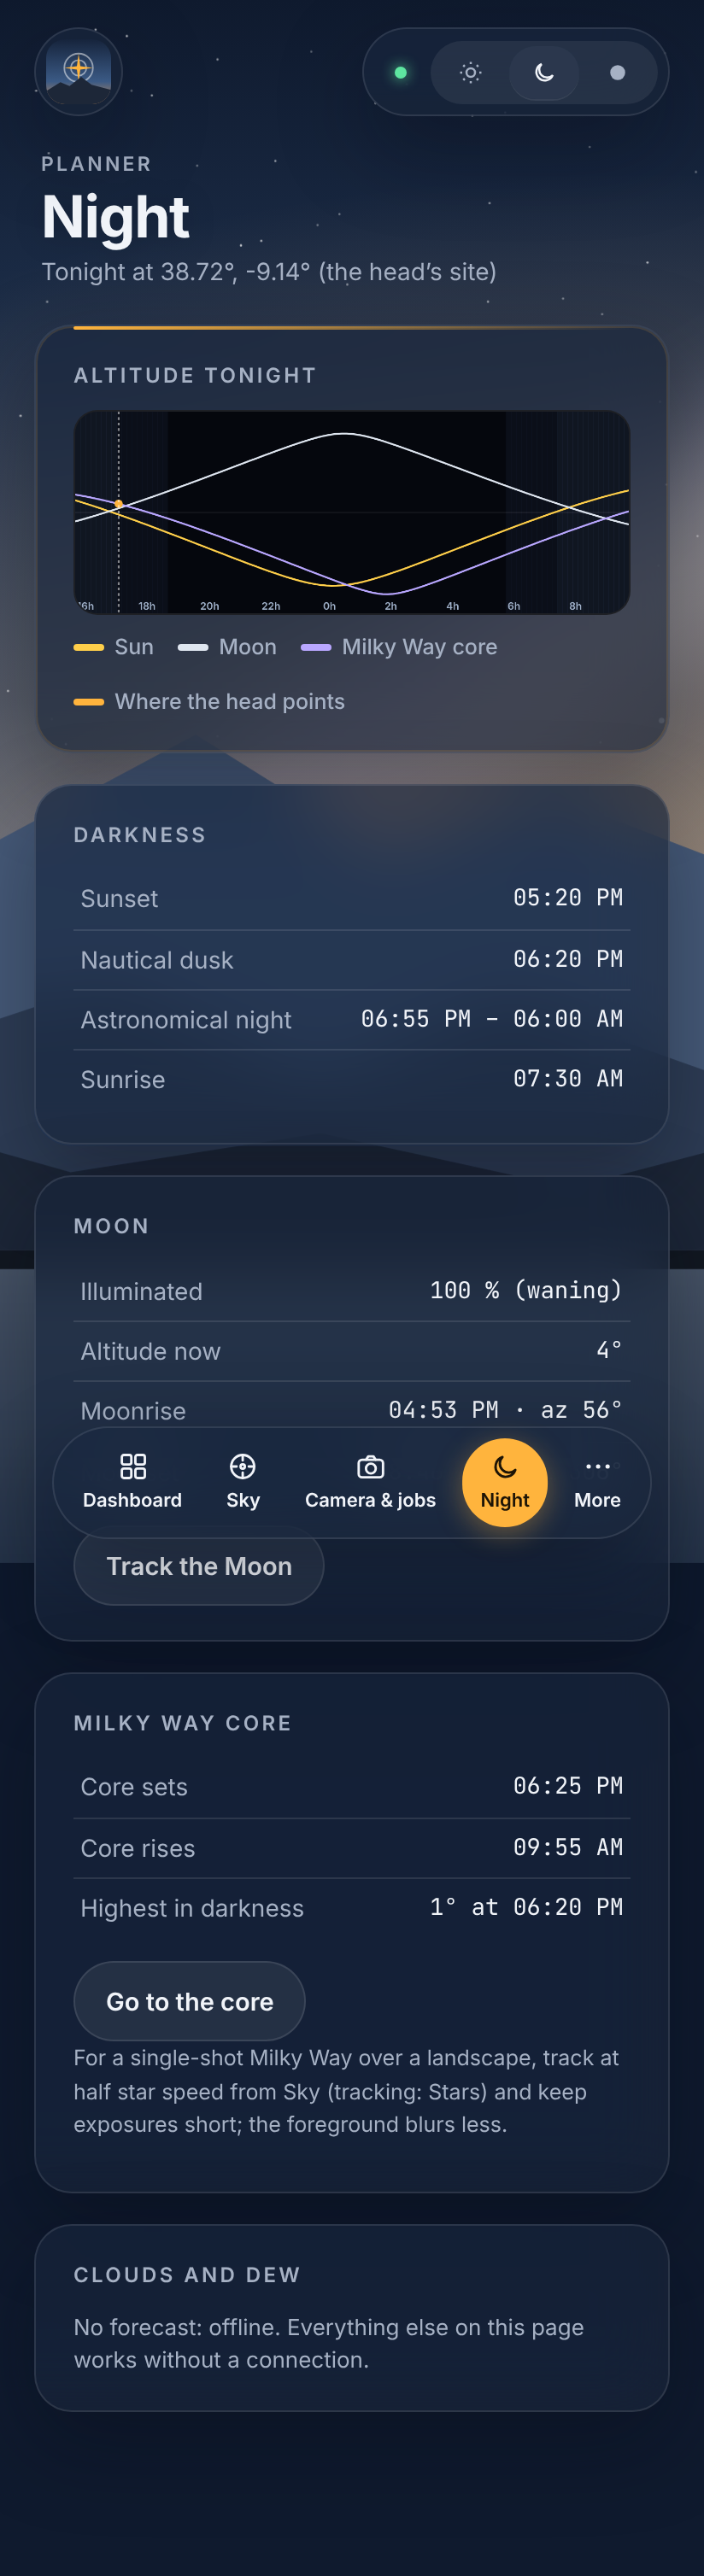 PLANNER
Night
Tonight at 38.72°, -9.14° (the head’s site)
ALTITUDE TONIGHT
16h 18h 20h 22h 0h 2h 4h 6h 8h
Sun Moon Milky Way core
Where the head points
DARKNESS
Sunset 05:20 PM
Nautical dusk 06:20 PM
Astronomical night 06:55 PM – 06:00 AM
Sunrise 07:30 AM
MOON
Illuminated 100 % (waning)
Altitude now 4°
Moonrise 04:53 PM · az 56°
Dashboard Sky Camera & jobs Night More
Track the Moon
MILKY WAY CORE
Core sets 06:25 PM
Core rises 09:55 AM
Highest in darkness 1° at 06:20 PM
Go to the core
For a single-shot Milky Way over a landscape, track at
half star speed from Sky (tracking: Stars) and keep
exposures short; the foreground blurs less.
CLOUDS AND DEW
No forecast: offline. Everything else on this page
works without a connection.